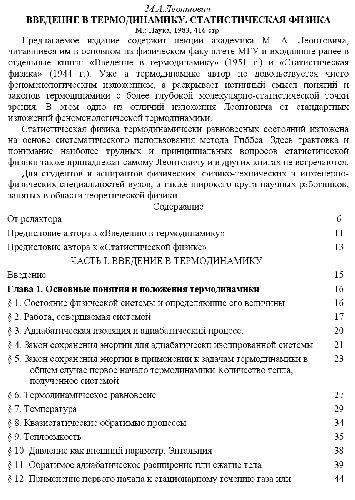 М.А.Леонтович
ВВЕДЕНИЕ В ТЕРМОДИНАМИКУ. СТАТИСТИЧЕСКАЯ ФИЗИКА
М.: Наука, 1983, 416 стр.
Предлагаемое издание содержит лекции академика М. А. Леонтовича,
читавшиеся им в основном на физическом факультете МГУ и вошедшие ранее в
отдельные книги: «Введение в термодинамику» (1951 г.) и «Статистическая
физика» (1944 г.). Уже в термодинамике автор не довольствуется чисто
феноменологическим изложением, а раскрывает истинный смысл понятий и
законов термодинамики с более глубокой молекулярно-статистической точки
зрения. В этом одно из отличий изложения Леонтовича от стандартных
изложений феноменологической термодинамики.
Статистическая физика термодинамически равновесных состояний изложена
на основе систематического использования метода Гиббса. Здесь трактовка и
понимание наиболее трудных и принципиальных вопросов статистической
физики также принадлежат самому Леонтовичу и в других книгах не встречаются.
Для студентов и аспирантов физических, физико-технических и инженерно-
физических специальностей вузов, а также широкого круга научных работников,
занятых в области теоретической физики.
Содержание
От редактора 6
Предисловие автора к «Введению в термодинамику» 11
Предисловие автора к «Статистической физике» 13
ЧАСТЬ I. ВВЕДЕНИЕ В ТЕРМОДИНАМИКУ
Введение 15
Глава 1. Основные понятия и положения термодинамики 16
§ 1. Состояние физической системы и определяющие его величины 16
§ 2. Работа, совершаемая системой 17
§ 3. Адиабатическая изоляция и адиабатический процесс. 20
§ 4. Закон сохранения энергии для адиабатически изолированной системы 21
§ 5. Закон сохранения энергии в применении к задачам термодинамики в 23
общем случае первое начало термодинамики Количество тепла,
полученное системой
§ 6. Термодинамическое равновесие 27
§ 7. Температура 29
§ 8. Квазистатические обратимые процессы 34
§ 9. Теплоемкость 35
§ 10. Давление как внешний параметр. Энтальпия 38
§ 11. Обратимое адиабатическое расширение или сжатие тела 39
§ 12. Применение первого начала к стационарному течению газа или 44